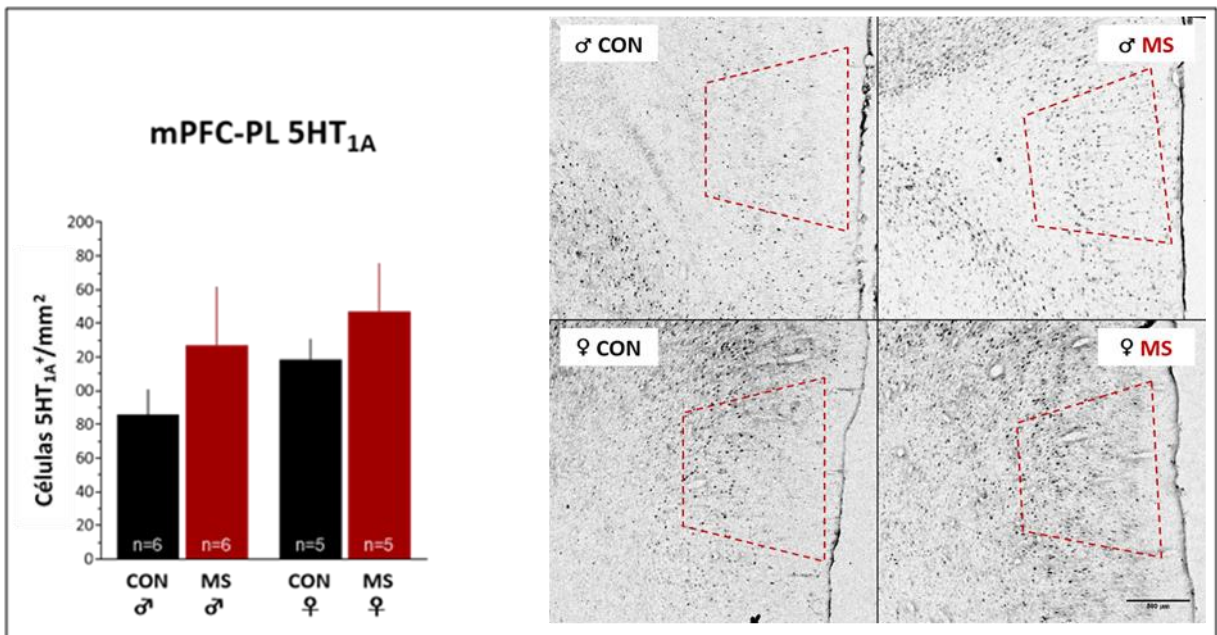 mPFC-PL 5HT1A
Células 5HT1A+/mm2
200
80
60
40
20
00
80
60
40
20
0
n=6
n=6
n=5
n=5
CON
MS
CON
MS
♂
♂
♀
♀
♂ CON
♂ MS
♀ CON
♀ MS